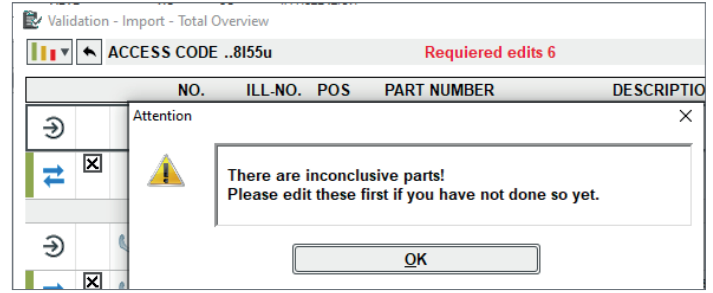 Validation - Import - Total Overview
ACCESS CODE ..8I55u Requiered edits 6
NO. ILL-NO. POS PART NUMBER DESCRIPTIO
Attention
There are inconclusive parts!
Please edit these first if you have not done so yet.
OK